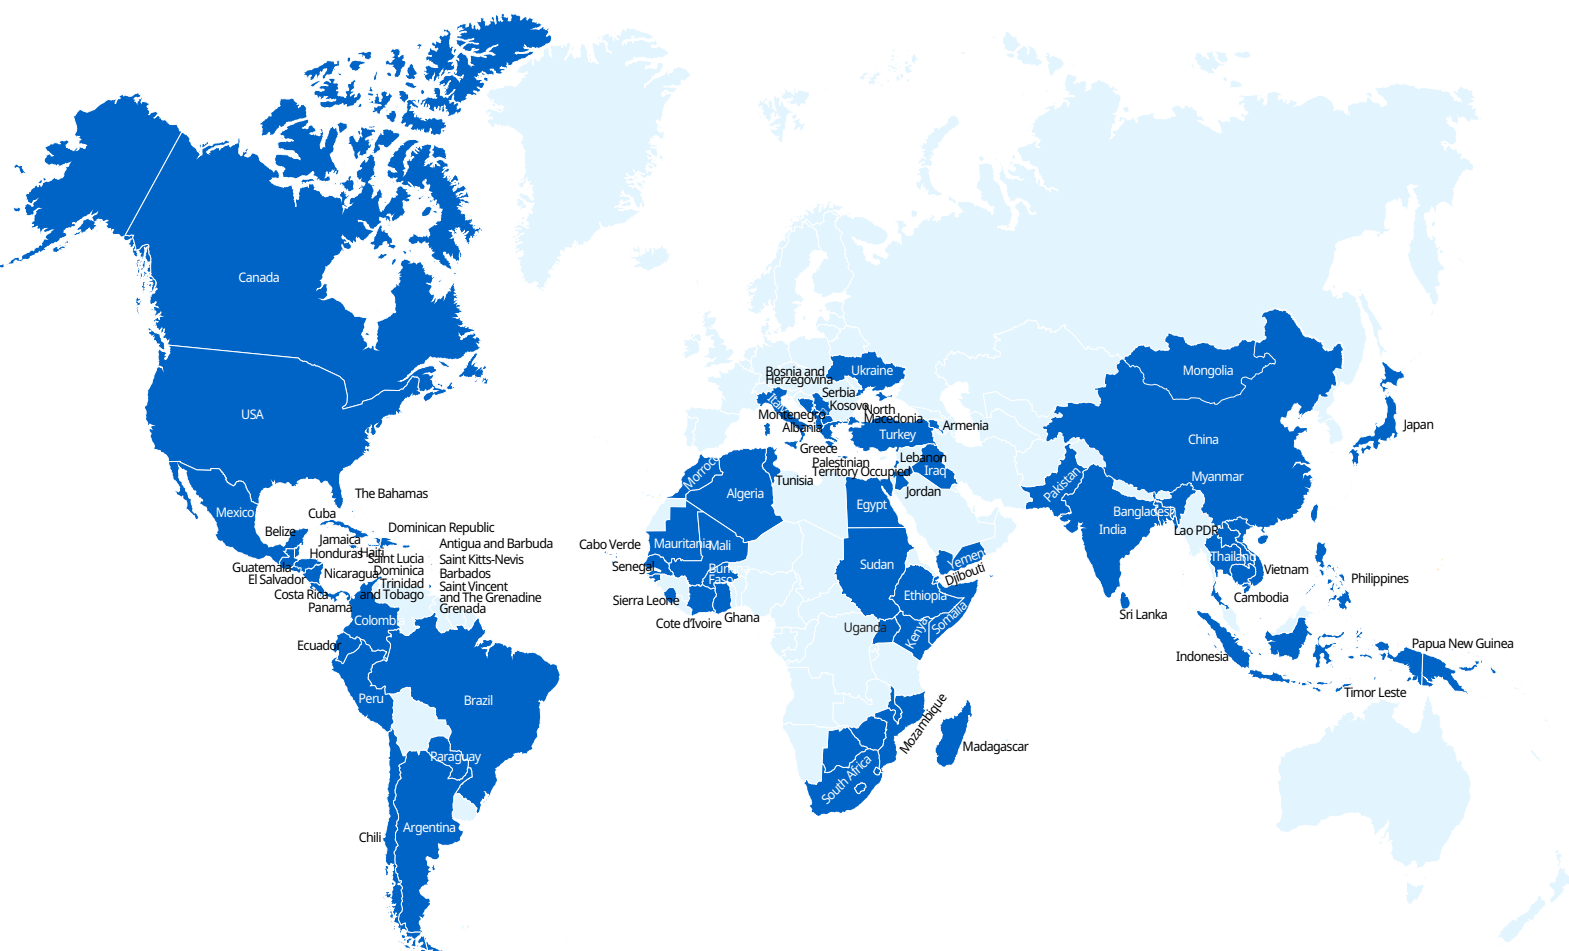 Canada
USA
Mexico
The Bahamas
Cuba
Belize
Dominican Republic
Jamaica
Antigua and Barbuda
Honduras
Haiti
Saint Lucia
Saint Kitts-Nevis
Guatemala
Nicaragua
Dominica
Barbados
El Salvador
Trinidad
and Tobago
Saint Vincent
and The Grenadine
Costa Rica
Grenada
Panama
Colomb
Ecuador
Peru
Brazil
Paraguay
Chili
Argentina
Bosnia and
Herzegovina
Ukraine
Serbia
Italy
Kosovo
North
Macedonia
Montenegro
Albania
Armenia
Turkey
Greece
Palestinian
Territory Occupied
Lebanon
Iraq
Jordan
Tunisia
Morroco
Algeria
Egypt
Cabo Verde
Mauritania
Mali
Senegal
Burkina
Faso
Sudan
Yemen
Djibouti
Sierra Leone
Cote d'Ivoire
Ghana
Ethiopia
Somalia
Uganda
Kenya
Mozambique
Madagascar
South Africa
Mongolia
China
Japan
Myanmar
Pakistan
Bangladesh
India
Lao PDR
Thailand
Vietnam
Cambodia
Philippines
Sri Lanka
Indonesia
Papua New Guinea
Timor Leste